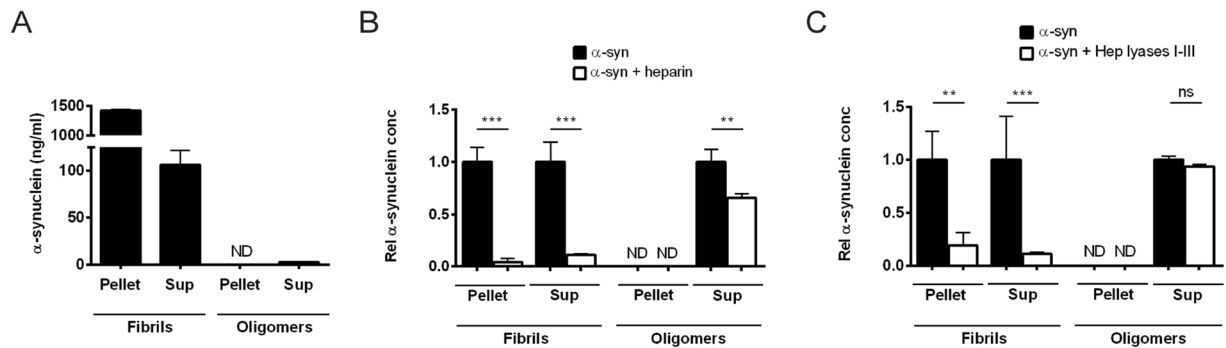 A
α-synuclein (ng/ml)
1500
1000
100
50
0
ND
Pellet Sup Pellet Sup
Fibrils Oligomers
B
α-syn
α-syn + heparin
Rel α-synuclein conc
1.5
1.0
0.5
0.0
*** *** **
ND ND
Pellet Sup Pellet Sup
Fibrils Oligomers
C
α-syn
α-syn + Hep lyases I-III
Rel α-synuclein conc
1.5
1.0
0.5
0.0
** *** ns
ND ND
Pellet Sup Pellet Sup
Fibrils Oligomers